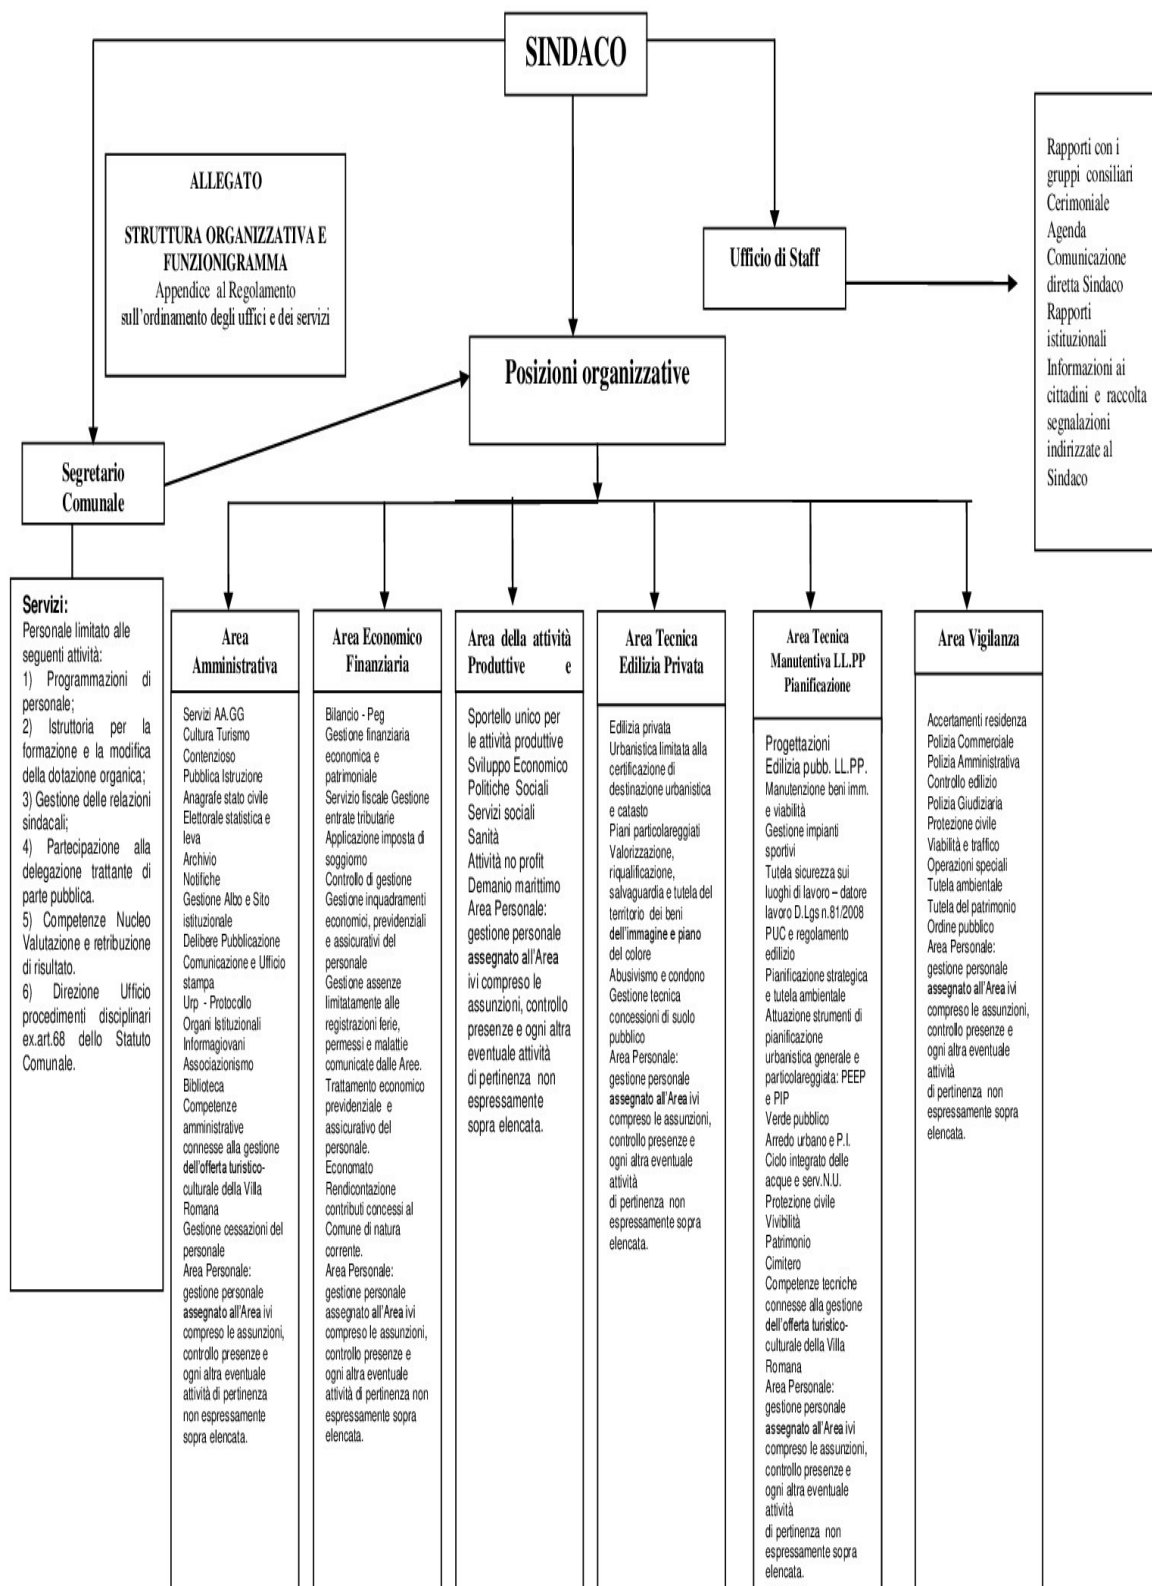 SINDACO
ALLEGATO
STRUTTURA ORGANIZZATIVA E
FUNZIONIGRAMMA
Appendice al Regolamento
sull'ordinamento degli uffici e dei servizi
Ufficio di Staff
Rapporti con i
gruppi consiliari
Cerimoniale
Agenda
Comunicazione
diretta Sindaco
Rapporti
istituzionali
Informazioni ai
cittadini e raccolta
segnalazioni
indirizzate al
Sindaco
Posizioni organizzative
Segretario
Comunale
Servizi:
Personale limitato alle
seguenti attività:
1) Programmazioni di
personale;
2) Istruttoria per la
formazione e la modifica
della dotazione organica;
3) Gestione delle relazioni
sindacali;
4) Partecipazione alla
delegazione trattante di
parte pubblica.
5) Competenze Nucleo
Valutazione e retribuzione
di risultato.
6) Direzione Ufficio
procedimenti disciplinari
ex.art.68 dello Statuto
Comunale.
Area
Amministrativa
Servizi AA.GG
Cultura Turismo
Contenzioso
Pubblica Istruzione
Anagrafe stato civile
Elettorale statistica e
leva
Archivio
Notifiche
Gestione Albo e Sito
istituzionale
Delibere Pubblicazione
Comunicazione e Ufficio
stampa
Urp - Protocollo
Organi Istituzionali
Informagiovani
Associazionismo
Biblioteca
Competenze
amministrative
connesse alla gestione
dell'offerta turistico-
culturale della Villa
Romana
Gestione cessazioni del
personale
Area Personale:
gestione personale
assegnato all'Area ivi
compreso le assunzioni,
controllo presenze e
ogni altra eventuale
attività di pertinenza
non espressamente
sopra elencata.
Area Economico
Finanziaria
Bilancio - Peg
Gestione finanziaria
economica e
patrimoniale
Servizio fiscale Gestione
entrate tributarie
Applicazione imposta di
soggiorno
Controllo di gestione
Gestione inquadramenti
economici, previdenziali
e assicurativi del
personale
Gestione assenze
limitatamente alle
registrazioni ferie,
permessi e malattie
comunicate dalle Aree.
Trattamento economico
previdenziale e
assicurativo del
personale.
Economato
Rendicontazione
contributi concessi al
Comune di natura
corrente.
Area Personale:
gestione personale
assegnato all'Area ivi
compreso le assunzioni,
controllo presenze e
ogni altra eventuale
attività di pertinenza non
espressamente sopra
elencata.
Area della attività
Produttive e
Sportello unico per
le attività produttive
Sviluppo Economico
Politiche Sociali
Servizi sociali
Sanità
Attività no profit
Demanio marittimo
Area Personale:
gestione personale
assegnato all'Area
ivi compreso le
assunzioni, controllo
presenze e ogni altra
eventuale attività
di pertinenza non
espressamente
sopra elencata.
Area Tecnica
Edilizia Privata
Edilizia privata
Urbanistica limitata alla
certificazione di
destinazione urbanistica
e catasto
Piani particolareggiati
Valorizzazione,
riqualificazione,
salvaguardia e tutela del
territorio dei beni
dell'immagine e piano
del colore
Abusivismo e condono
Gestione tecnica
concessioni di suolo
pubblico
Area Personale:
gestione personale
assegnato all'Area ivi
compreso le assunzioni,
controllo presenze e
ogni altra eventuale
attività
di pertinenza non
espressamente sopra
elencata.
Area Tecnica
Manutentiva LL.PP
Pianificazione
Progettazioni
Edilizia pubb. LL.PP.
Manutenzione beni imm.
e viabilità
Gestione impianti
sportivi
Tutela sicurezza sui
luoghi di lavoro – datore
lavoro D.Lgs n.81/2008
PUC e regolamento
edilizio
Pianificazione strategica
e tutela ambientale
Attuazione strumenti di
pianificazione
urbanistica generale e
particolareggiata: PEEP
e PIP
Verde pubblico
Arredo urbano e P.I.
Ciclo integrato delle
acque e serv.N.U.
Protezione civile
Vivibilità
Patrimonio
Cimitero
Competenze tecniche
connesse alla gestione
dell'offerta turistico-
culturale della Villa
Romana
Area Personale:
gestione personale
assegnato all'Area ivi
compreso le assunzioni,
controllo presenze e
ogni altra eventuale
attività
di pertinenza non
espressamente sopra
elencata.
Area Vigilanza
Accertamenti residenza
Polizia Commerciale
Polizia Amministrativa
Controllo edilizio
Polizia Giudiziaria
Protezione civile
Viabilità e traffico
Operazioni speciali
Tutela ambientale
Tutela del patrimonio
Ordine pubblico
Area Personale:
gestione personale
assegnato all'Area ivi
compreso le assunzioni,
controllo presenze e
ogni altra eventuale
attività
di pertinenza non
espressamente sopra
elencata.